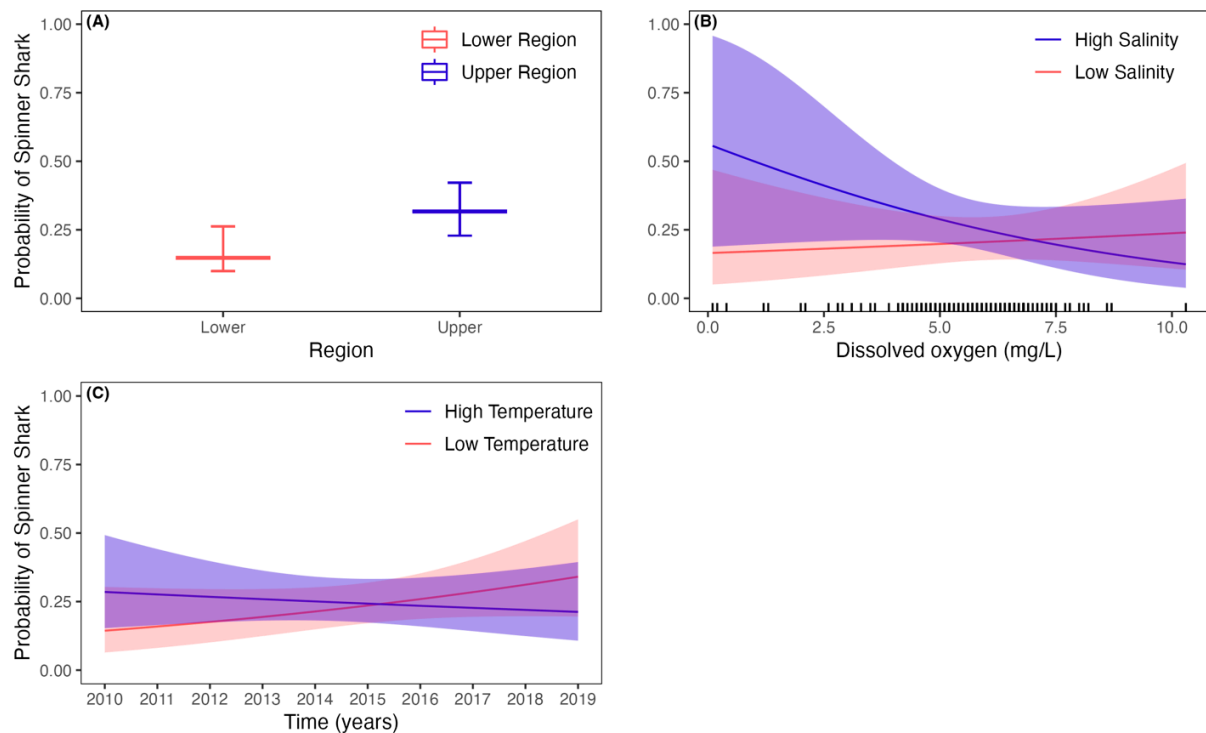 (A)
Lower Region
Upper Region
Probability of Spinner Shark
1.00
0.75
0.50
0.25
0.00
Lower
Upper
Region
(B)
High Salinity
Low Salinity
Probability of Spinner Shark
1.00
0.75
0.50
0.25
0.00
0.0
2.5
5.0
7.5
10.0
Dissolved oxygen (mg/L)
(C)
High Temperature
Low Temperature
Probability of Spinner Shark
1.00
0.75
0.50
0.25
0.00
2010 2011 2012 2013 2014 2015 2016 2017 2018 2019
Time (years)